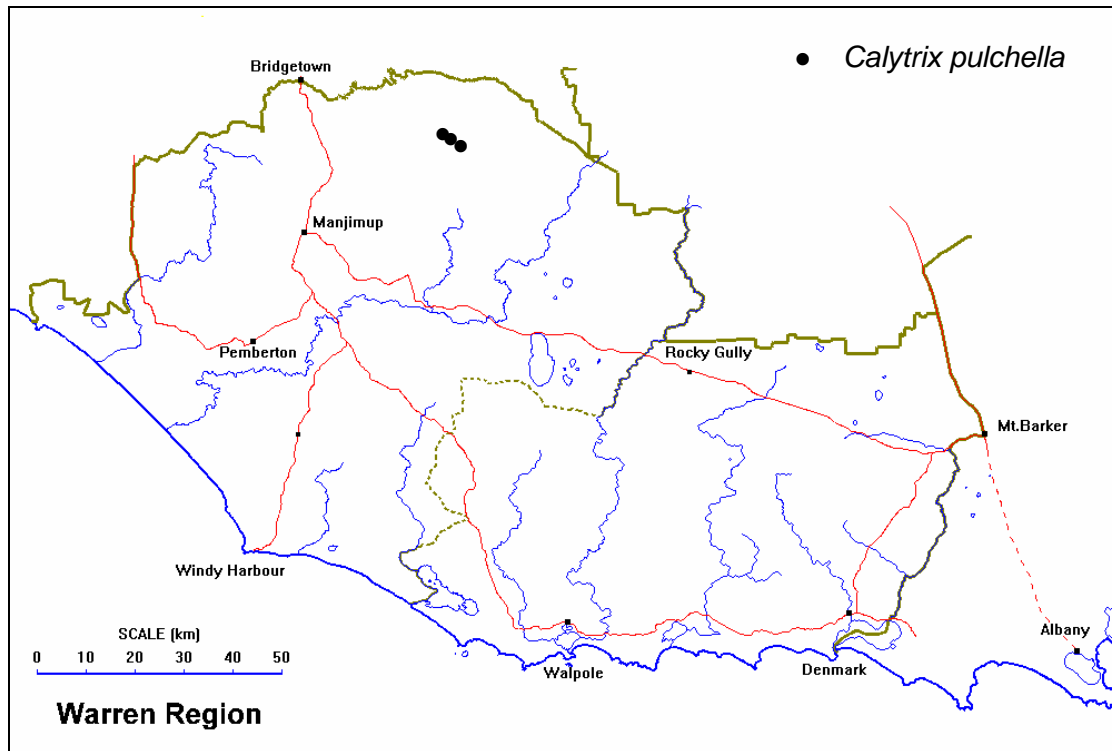 Calytrix pulchella
Bridgetown
Manjimup
Pemberton
Rocky Gully
Mt.Barker
Windy Harbour
SCALE (km)
0 10 20 30 40 50
Walpole
Denmark
Albany
Warren Region